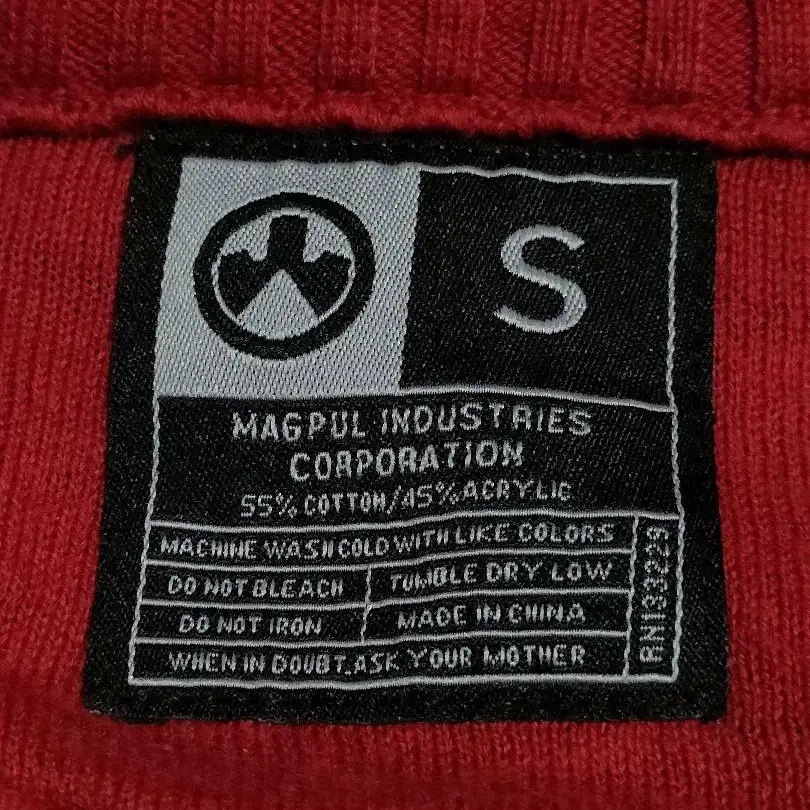 S
MAGPUL INDUSTRIES
CORPORATION
55% COTTON/45% ACRYLIC
MACHINE WASH COLD WITH LIKE COLORS
DO NOT BLEACH
TUMBLE DRY LOW
DO NOT IRON
MADE IN CHINA
WHEN IN DOUBT, ASK YOUR MOTHER
RN133229